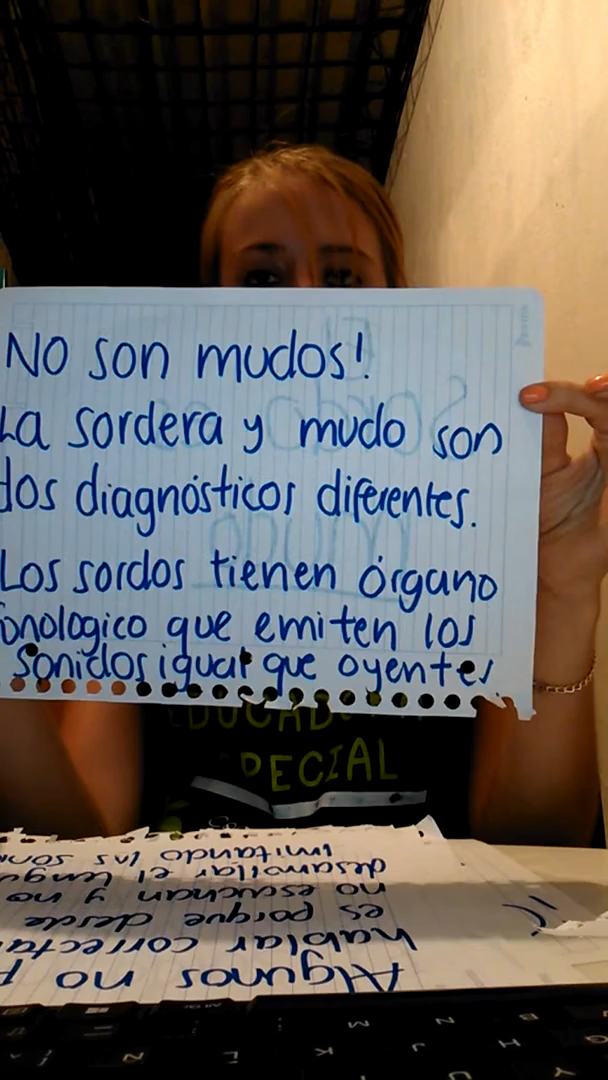 NO son mudos!
La sordera y mudo son
dos diagnósticos diferentes.
Los sordos tienen órgano
fonologico que emiten los
sonidos igual que oyentes
EDUCADO
ESPECIAL
Algunos no p
hablar correcta
es porque desde
no escuchan y no
desarrollar el lengu
imitando los son